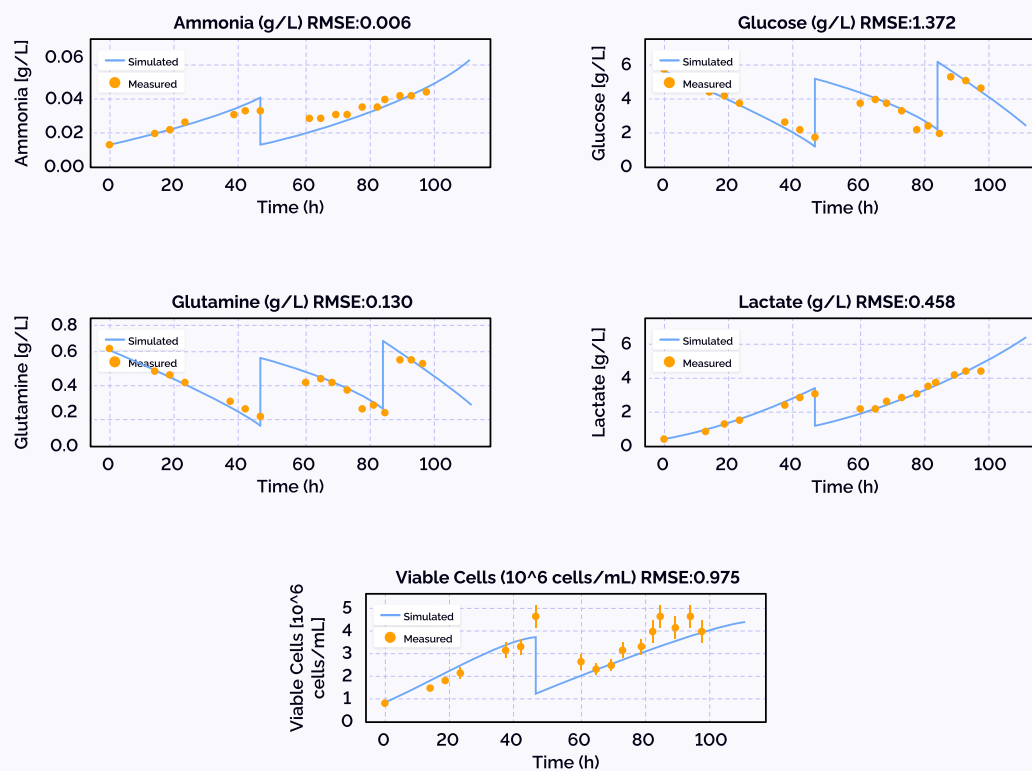 Ammonia (g/L) RMSE:0.006
Ammonia [g/L]
0.06
0.04
0.02
0.00
Simulated
Measured
0 20 40 60 80 100
Time (h)
Glucose (g/L) RMSE:1.372
Glucose [g/L]
6
4
2
0
Simulated
Measured
0 20 40 60 80 100
Time (h)
Glutamine (g/L) RMSE:0.130
Glutamine [g/L]
0.8
0.6
0.4
0.2
0.0
Simulated
Measured
0 20 40 60 80 100
Time (h)
Lactate (g/L) RMSE:0.458
Lactate [g/L]
6
4
2
0
Simulated
Measured
0 20 40 60 80 100
Time (h)
Viable Cells (10^6 cells/mL) RMSE:0.975
Viable Cells [10^6
cells/mL]
5
4
3
2
1
0
Simulated
Measured
0 20 40 60 80 100
Time (h)